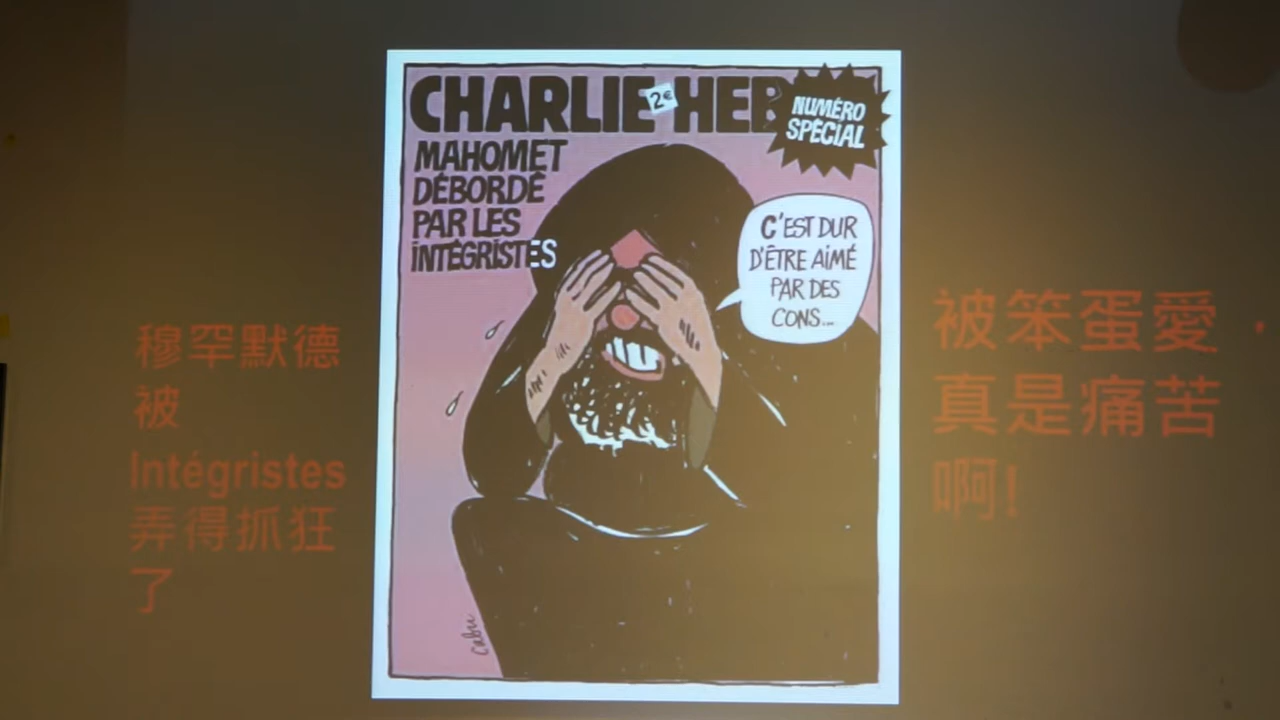 CHARLIE HEB
2€
NUMÉRO
SPÉCIAL
MAHOMET
DÉBORDÉ
PAR LES
INTÉGRISTES
C'EST DUR
D'ÊTRE AIMÉ
PAR DES
CONS...
cabu
穆罕默德
被
Intégristes
弄得抓狂
了
被笨蛋愛，
真是痛苦
啊!